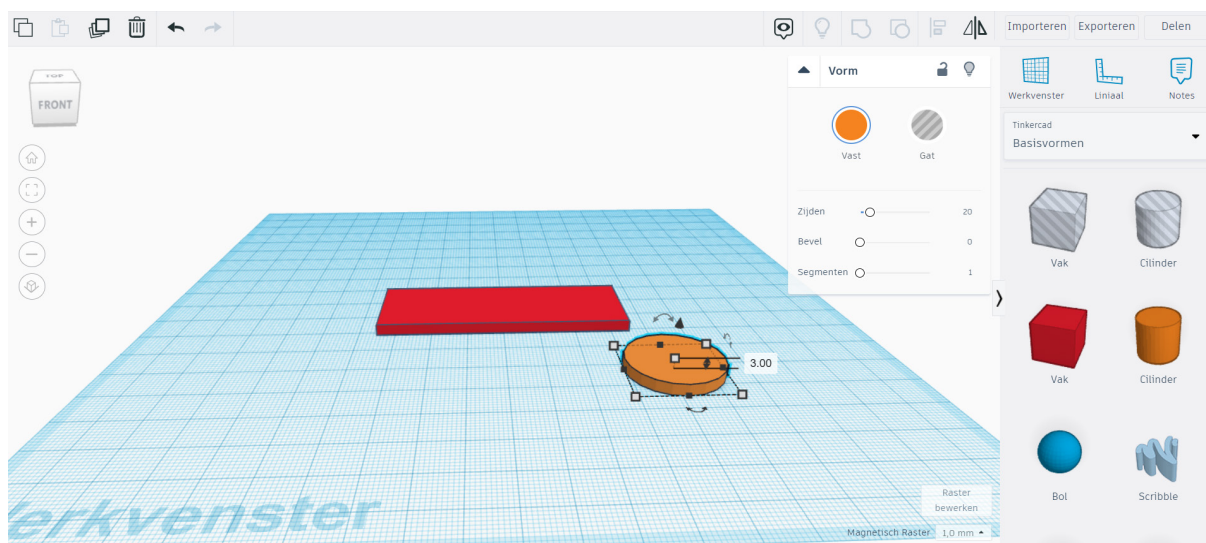 Importeren Exporteren Delen
TOP
FRONT
Vorm
Vast Gat
Zijden 20
Bevel 0
Segmenten 1
Werkvenster Liniaal Notes
Tinkercad
Basisvormen
Vak Cilinder
Vak Cilinder
Bol Scribble
3.00
Werkvenster
Raster
bewerken
Magnetisch Raster 1,0 mm